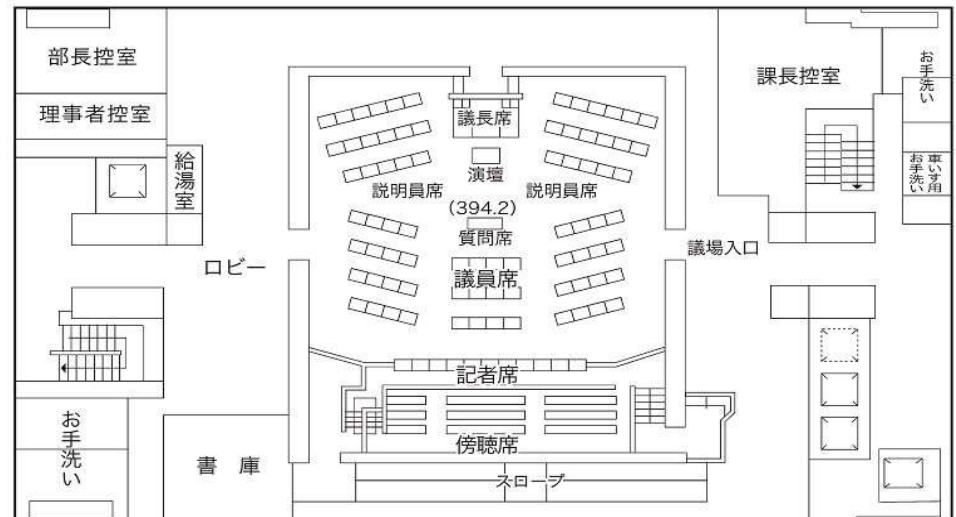 部長控室
理事者控室
給湯室
ロビー
お手洗い
書 庫
議長席
演壇
説明員席
説明員席
(394.2)
質問席
議員席
記者席
傍聴席
スロープ
議場入口
課長控室
お手洗い
車いす用
お手洗い